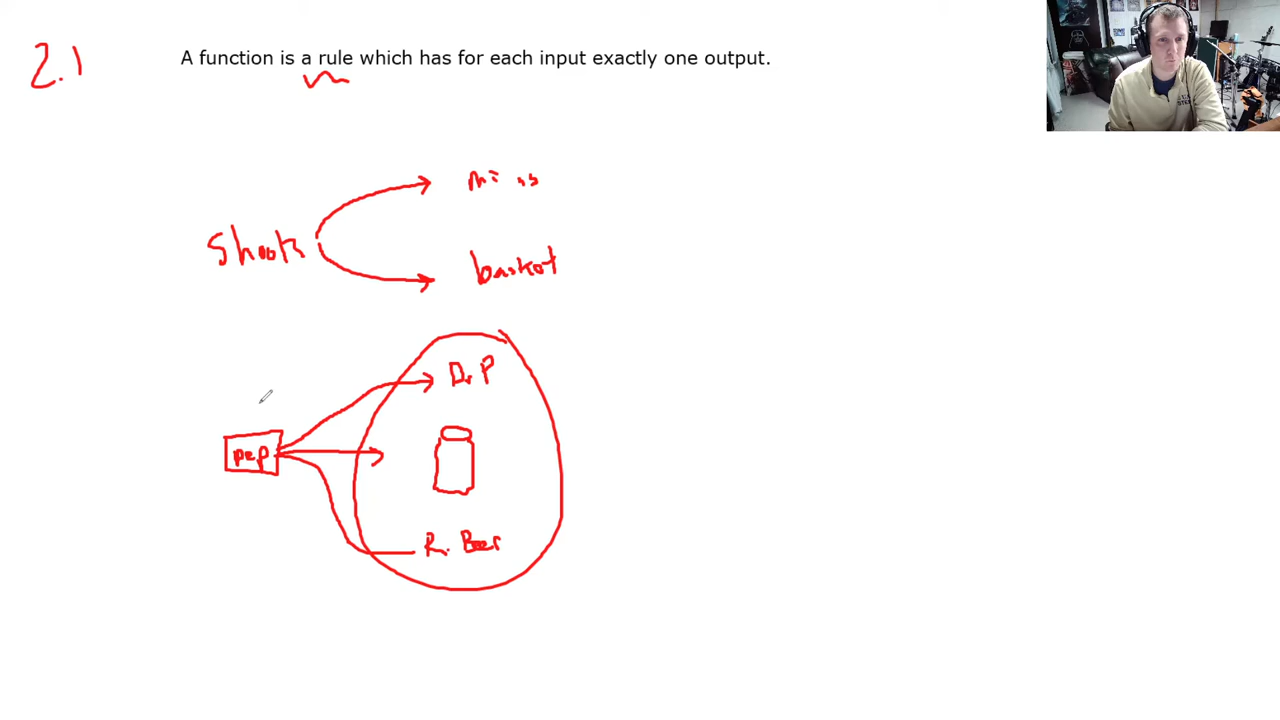 2.1
A function is a rule which has for each input exactly one output.
miss
Shoots
basket
Dr P
pep
R. Beer